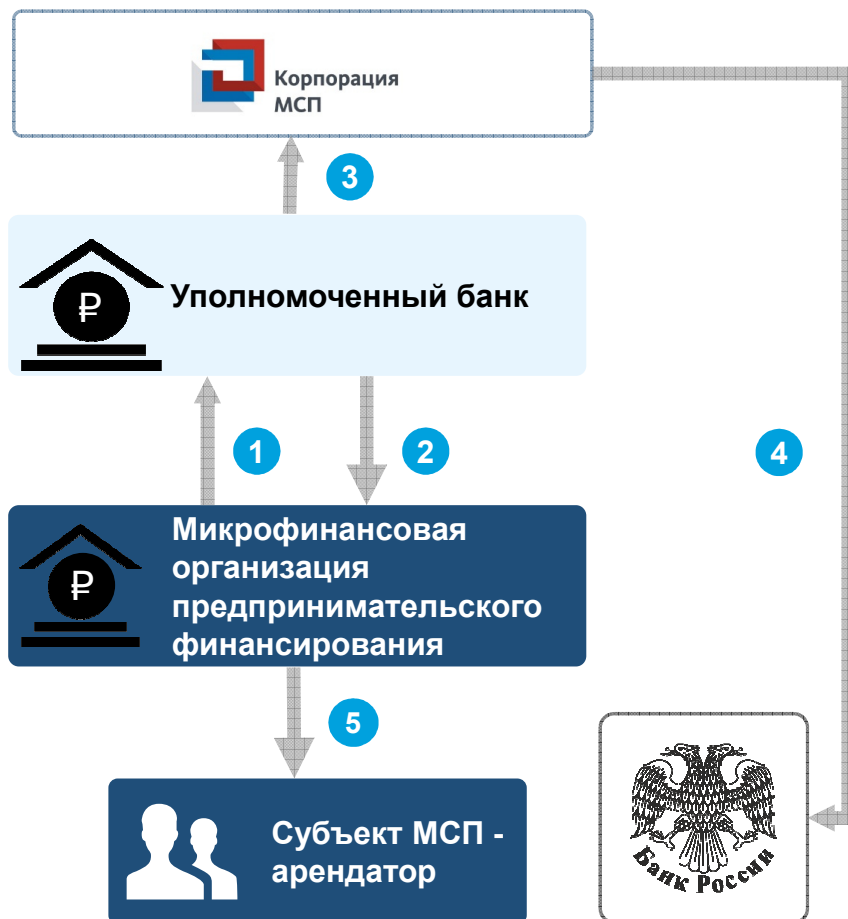 Корпорация
МСП
3
₽
Уполномоченный банк
1
2
4
₽
Микрофинансовая
организация
предпринимательского
финансирования
5
Субъект МСП -
арендатор
Банк России